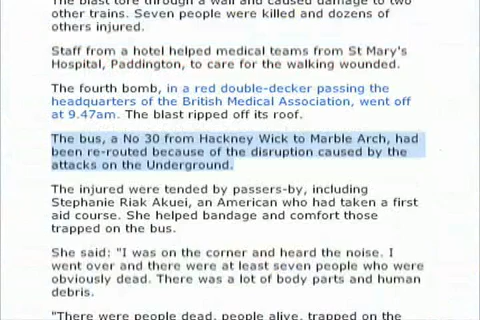 The blast tore through a wall and caused damage to two
other trains. Seven people were killed and dozens of
others injured.
Staff from a hotel helped medical teams from St Mary's
Hospital, Paddington, to care for the walking wounded.
The fourth bomb, in a red double-decker passing the
headquarters of the British Medical Association, went off
at 9.47am. The blast ripped off its roof.
The bus, a No 30 from Hackney Wick to Marble Arch, had
been re-routed because of the disruption caused by the
attacks on the Underground.
The injured were tended by passers-by, including
Stephanie Riak Akuei, an American who had taken a first
aid course. She helped bandage and comfort those
trapped on the bus.
She said: "I was on the corner and heard the noise. I
went over and there were at least seven people who were
obviously dead. There was a lot of body parts and human
debris.
"There were people dead, people alive, trapped on the